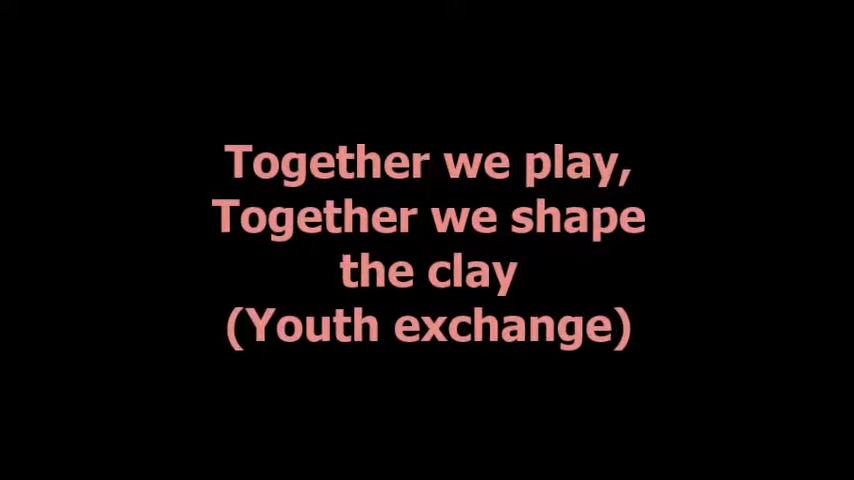 Together we play,
Together we shape
the clay
(Youth exchange)